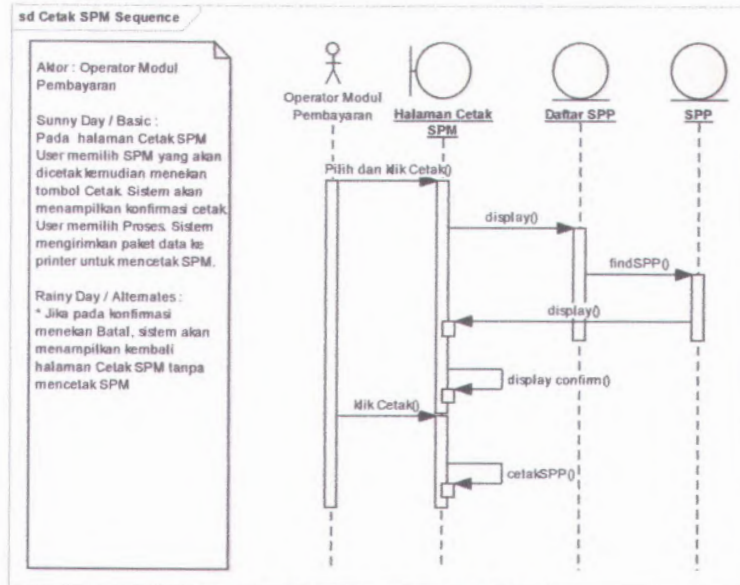 sd Cetak SPM Sequence
Aktor : Operator Modul
Pembayaran
Sunny Day / Basic :
Pada halaman Cetak SPM
User memilih SPM yang akan
dicetak kemudian menekan
tombol Cetak. Sistem akan
menampilkan konfirmasi cetak.
User memilih Proses. Sistem
mengirimkan paket data ke
printer untuk mencetak SPM.
Rainy Day / Alternates :
* Jika pada konfirmasi
menekan Batal, sistem akan
menampilkan kembali
halaman Cetak SPM tanpa
mencetak SPM
Operator Modul
Pembayaran
Halaman Cetak
SPM
Daftar SPP
SPP
Pilih dan klik Cetak()
display()
findSPP()
display()
display confirm()
klik Cetak()
cetakSPP()